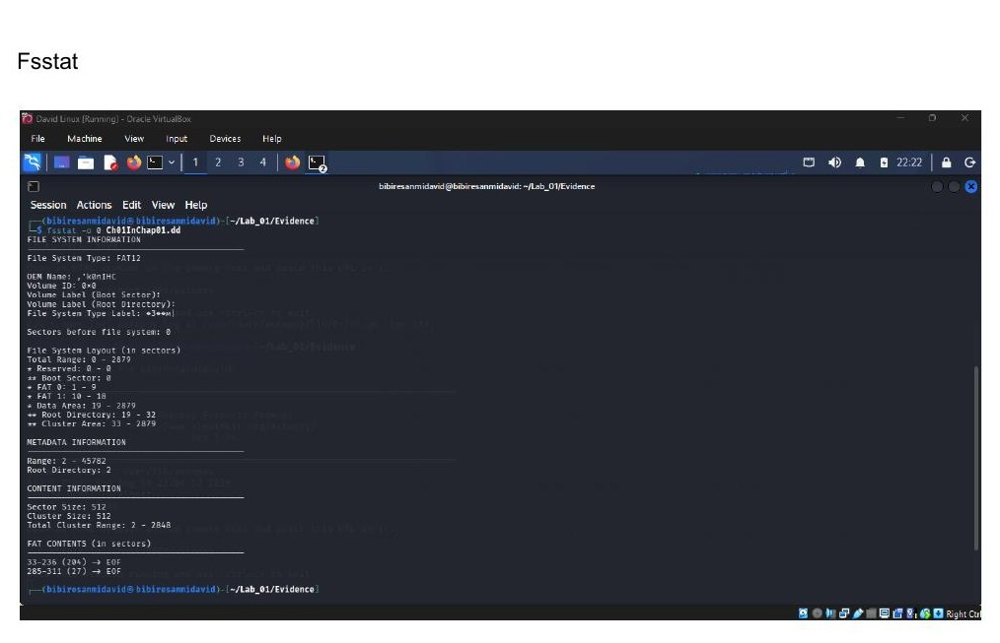 Fsstat
David Linux [Running] - Oracle VirtualBox
File Machine View Input Devices Help
1 2 3 4 2 22:22
bibiresanmidavid@bibiresanmidavid: ~/Lab_01/Evidence
Session Actions Edit View Help
┌──(bibiresanmidavid㉿bibiresanmidavid)-[~/Lab_01/Evidence]
└─$ fsstat -o 0 Ch01InChap01.dd
FILE SYSTEM INFORMATION
File System Type: FAT12
OEM Name: ,'k0nIHC
Volume ID: 0×0
Volume Label (Boot Sector):
Volume Label (Root Directory):
File System Type Label:
Sectors before file system: 0
File System Layout (in sectors)
Total Range: 0 - 2879
* Reserved: 0 - 0
** Boot Sector: 0
* FAT 0: 1 - 9
* FAT 1: 10 - 18
* Data Area: 19 - 2879
** Root Directory: 19 - 32
** Cluster Area: 33 - 2879
METADATA INFORMATION
Range: 2 - 45782
Root Directory: 2
CONTENT INFORMATION
Sector Size: 512
Cluster Size: 512
Total Cluster Range: 2 - 2848
FAT CONTENTS (in sectors)
33-236 (204) → EOF
285-311 (27) → EOF
┌──(bibiresanmidavid㉿bibiresanmidavid)-[~/Lab_01/Evidence]
Right Ctrl